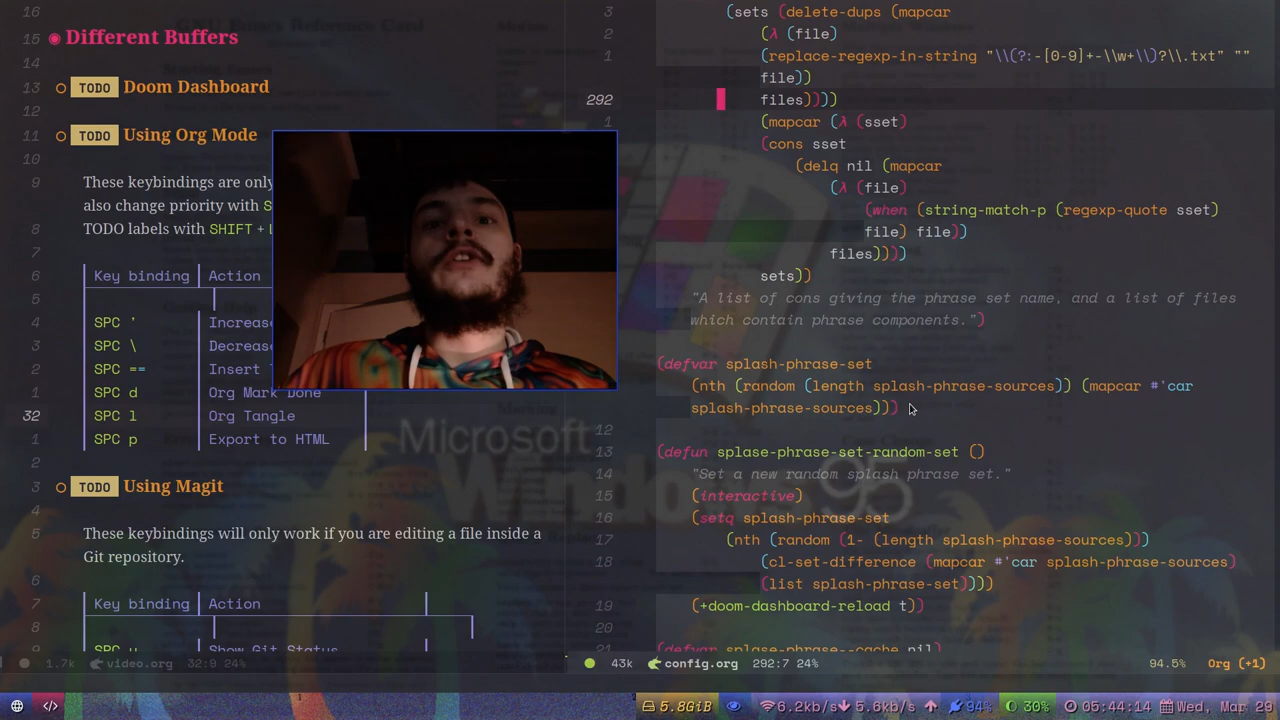 16
15 Different Buffers
14
13 TODO Doom Dashboard
12
11 TODO Using Org Mode
10
9 These keybindings are only
also change priority with S
8 TODO labels with SHIFT + L
7
6 Key binding Action
5
4 SPC ' Increase
3 SPC \ Decrease
2 SPC == Insert
1 SPC d Org Mark Done
32 SPC l Org Tangle
1 SPC p Export to HTML
2
3 TODO Using Magit
4
5 These keybindings will only work if you are editing a file inside a
Git repository.
6
7 Key binding Action
8
9 Show Git Status
1.7k video.org 32:9 24%
3 (sets (delete-dups (mapcar
2 (λ (file)
1 (replace-regexp-in-string "\\(?:-[0-9]+-\\w+\\)?\\.txt" ""
file))
292 files))))
1 (mapcar (λ (sset)
(cons sset
(delq nil (mapcar
(λ (file)
(when (string-match-p (regexp-quote sset)
file) file))
files))))
sets))
"A list of cons giving the phrase set name, and a list of files
which contain phrase components.")
(defvar splash-phrase-set
(nth (random (length splash-phrase-sources)) (mapcar #'car
splash-phrase-sources)))
12
13 (defun splase-phrase-set-random-set ()
14 "Set a new random splash phrase set."
15 (interactive)
16 (setq splash-phrase-set
17 (nth (random (1- (length splash-phrase-sources)))
(cl-set-difference (mapcar #'car splash-phrase-sources)
(list splash-phrase-set))))
19 (+doom-dashboard-reload t))
20
21 (defvar splash-phrase--cache nil)
43k config.org 292:7 24% 94.5% Org (+1)
Microsoft
Windows 95
</> 1 5.8GiB 6.2kb/s 5.6kb/s 94% 30% 05:44:14 Wed, Mar 29